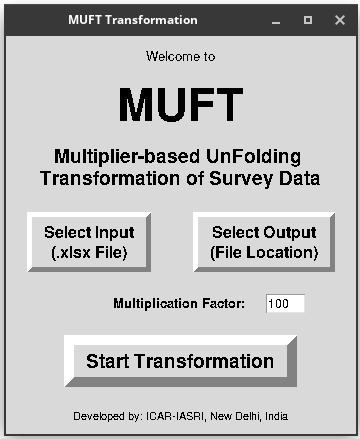 MUFT Transformation
Welcome to
MUFT
Multiplier-based UnFolding
Transformation of Survey Data
Select Input
(.xlsx File)
Select Output
(File Location)
Multiplication Factor: 100
Start Transformation
Developed by: ICAR-IASRI, New Delhi, India